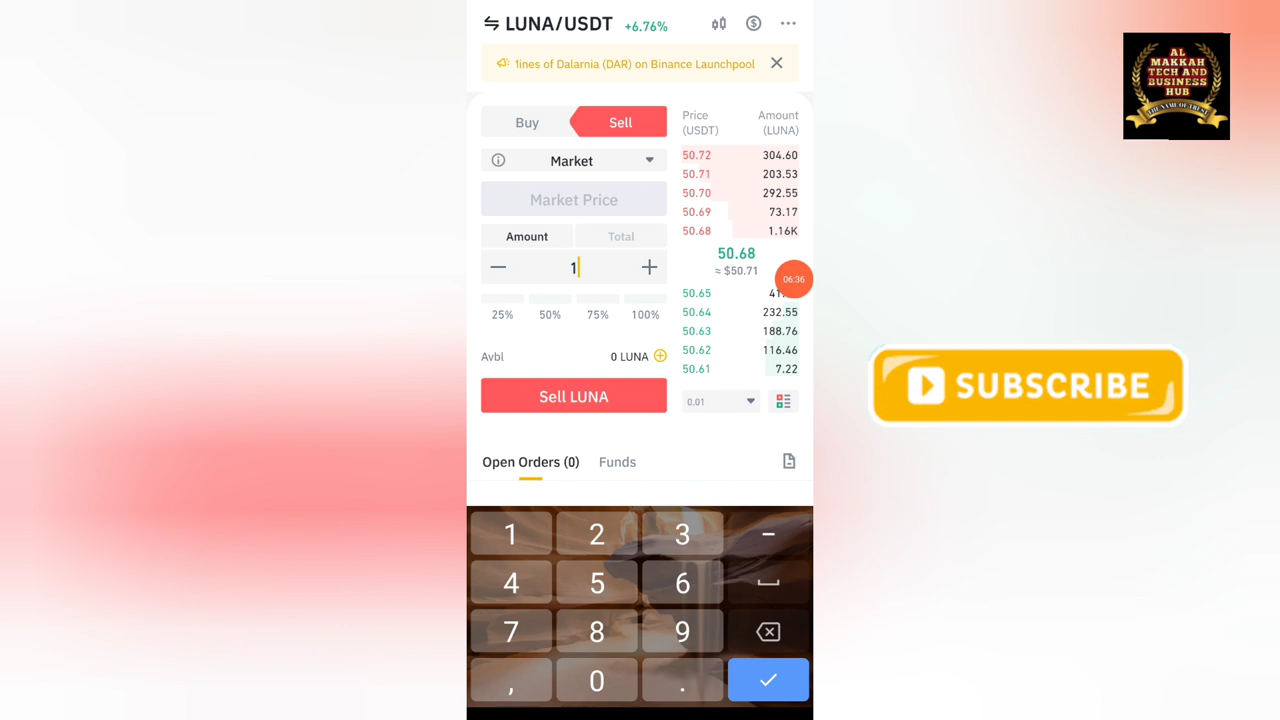 LUNA/USDT +6.76%
Mines of Dalarnia (DAR) on Binance Launchpool
Buy
Sell
Market
Market Price
Amount
Total
1
25% 50% 75% 100%
Avbl
0 LUNA
Sell LUNA
Price
(USDT)
Amount
(LUNA)
50.72 304.60
50.71 203.53
50.70 292.55
50.69 73.17
50.68 1.16K
50.68
≈ $50.71
06:36
50.65
50.64 232.55
50.63 188.76
50.62 116.46
50.61 7.22
0.01
Open Orders (0)
Funds
1 2 3 -
4 5 6
7 8 9
, 0 .
AL
MAKKAH
TECH AND
BUSINESS
HUB
THE NAME OF TRUST
SUBSCRIBE